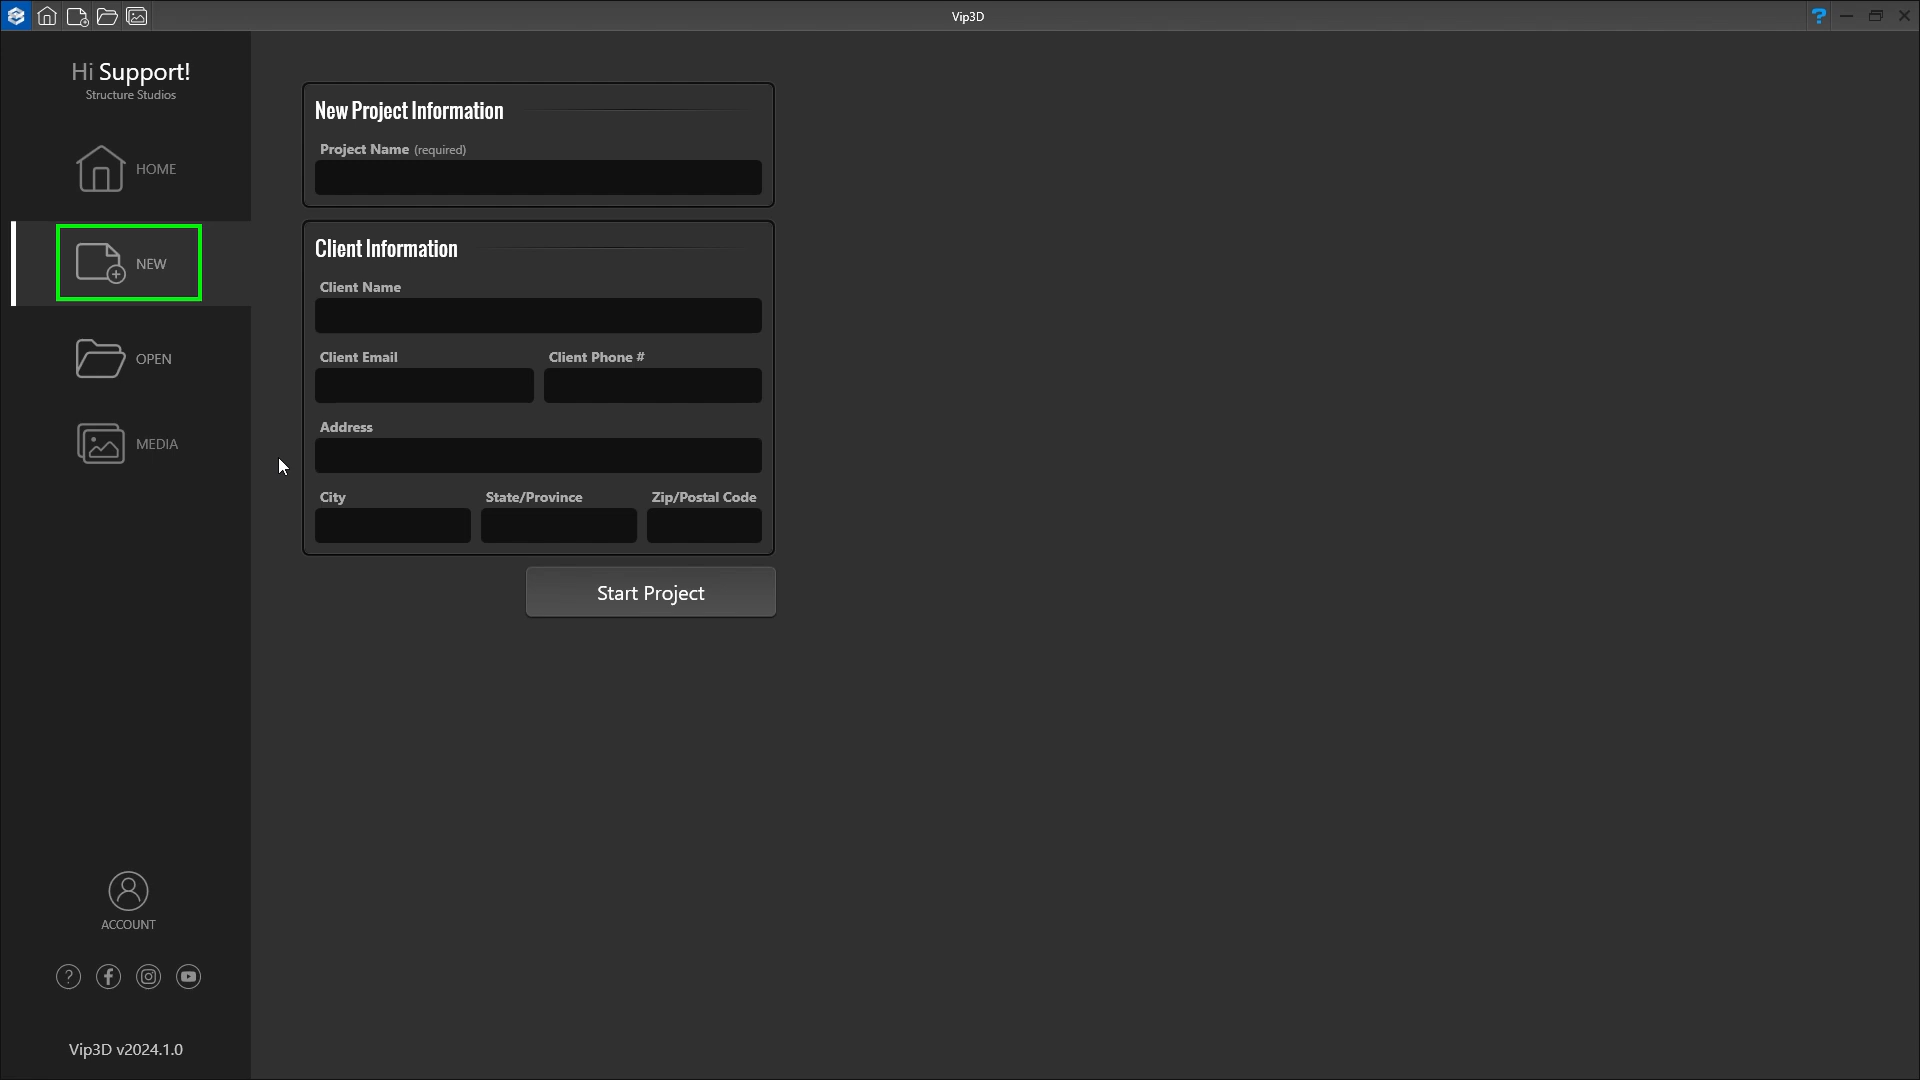 Vip3D
?
Hi Support!
Structure Studios
HOME
NEW
OPEN
MEDIA
ACCOUNT
?
Vip3D v2024.1.0
New Project Information
Project Name (required)
Client Information
Client Name
Client Email
Client Phone #
Address
City
State/Province
Zip/Postal Code
Start Project